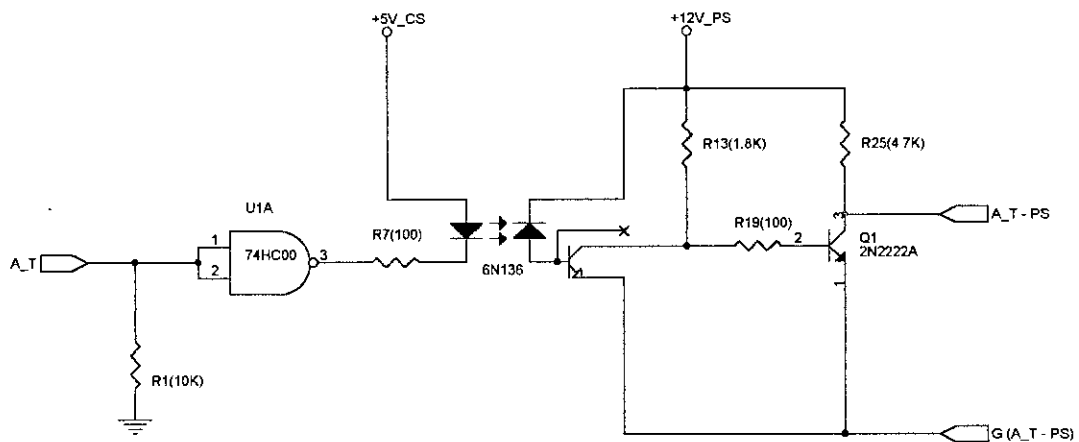 +5V_CS
+12V_PS
R13(1.8K)
R25(4.7K)
U1A
A_T
1
2
74HC00
3
R7(100)
6N136
R19(100)
2
3
Q1
2N2222A
1
A_T - PS
R1(10K)
G (A_T - PS)